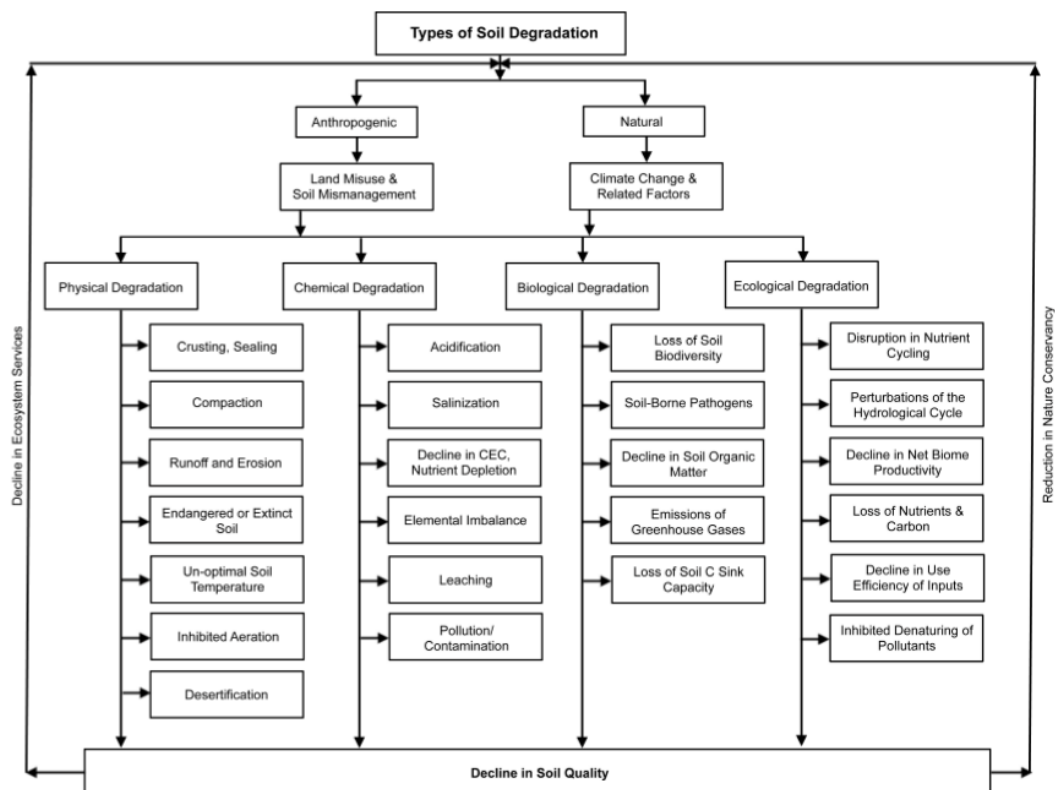 Types of Soil Degradation
Anthropogenic
Natural
Land Misuse &
Soil Mismanagement
Climate Change &
Related Factors
Physical Degradation
Chemical Degradation
Biological Degradation
Ecological Degradation
Crusting, Sealing
Compaction
Runoff and Erosion
Endangered or Extinct
Soil
Un-optimal Soil
Temperature
Inhibited Aeration
Desertification
Acidification
Salinization
Decline in CEC,
Nutrient Depletion
Elemental Imbalance
Leaching
Pollution/
Contamination
Loss of Soil
Biodiversity
Soil-Borne Pathogens
Decline in Soil Organic
Matter
Emissions of
Greenhouse Gases
Loss of Soil C Sink
Capacity
Disruption in Nutrient
Cycling
Perturbations of the
Hydrological Cycle
Decline in Net Biome
Productivity
Loss of Nutrients &
Carbon
Decline in Use
Efficiency of Inputs
Inhibited Denaturing of
Pollutants
Decline in Ecosystem Services
Reduction in Nature Conservancy
Decline in Soil Quality